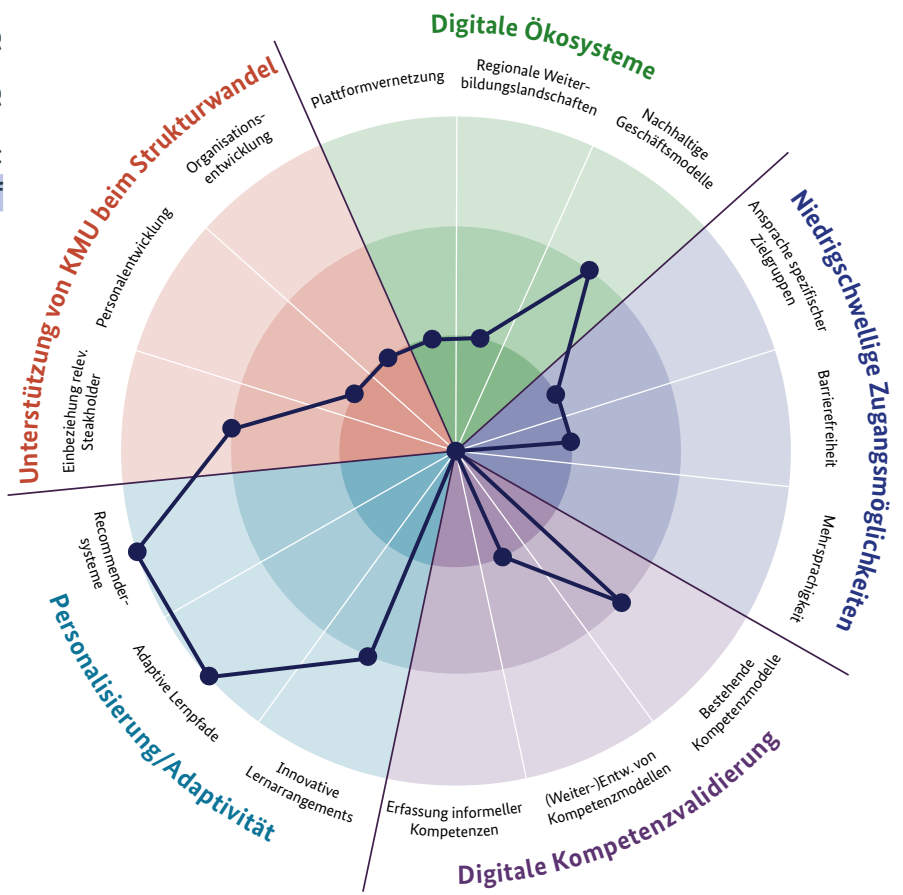 Digitale Ökosysteme
Plattformvernetzung
Regionale Weiter-
bildungslandschaften
Nachhaltige
Geschäftsmodelle
Niedrigschwellige Zugangsmöglichkeiten
Ansprache spezifischer
Zielgruppen
Barrierefreiheit
Mehrsprachigkeit
Digitale Kompetenzvalidierung
Bestehende
Kompetenzmodelle
(Weiter-)Entw. von
Kompetenzmodellen
Erfassung informeller
Kompetenzen
Personalisierung/Adaptivität
Innovative
Lernarrangements
Adaptive Lernpfade
Recommender-
systeme
Unterstützung von KMU beim Strukturwandel
Einbeziehung relev.
Steakholder
Personalentwicklung
Organisations-
entwicklung